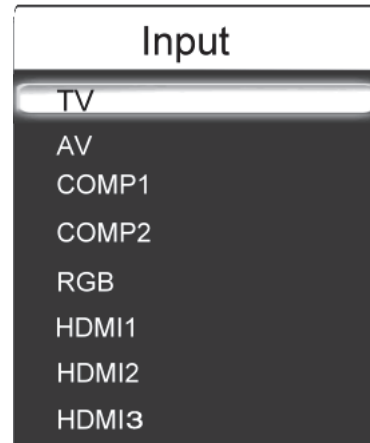 Input
TV
AV
COMP1
COMP2
RGB
HDMI1
HDMI2
HDMI3